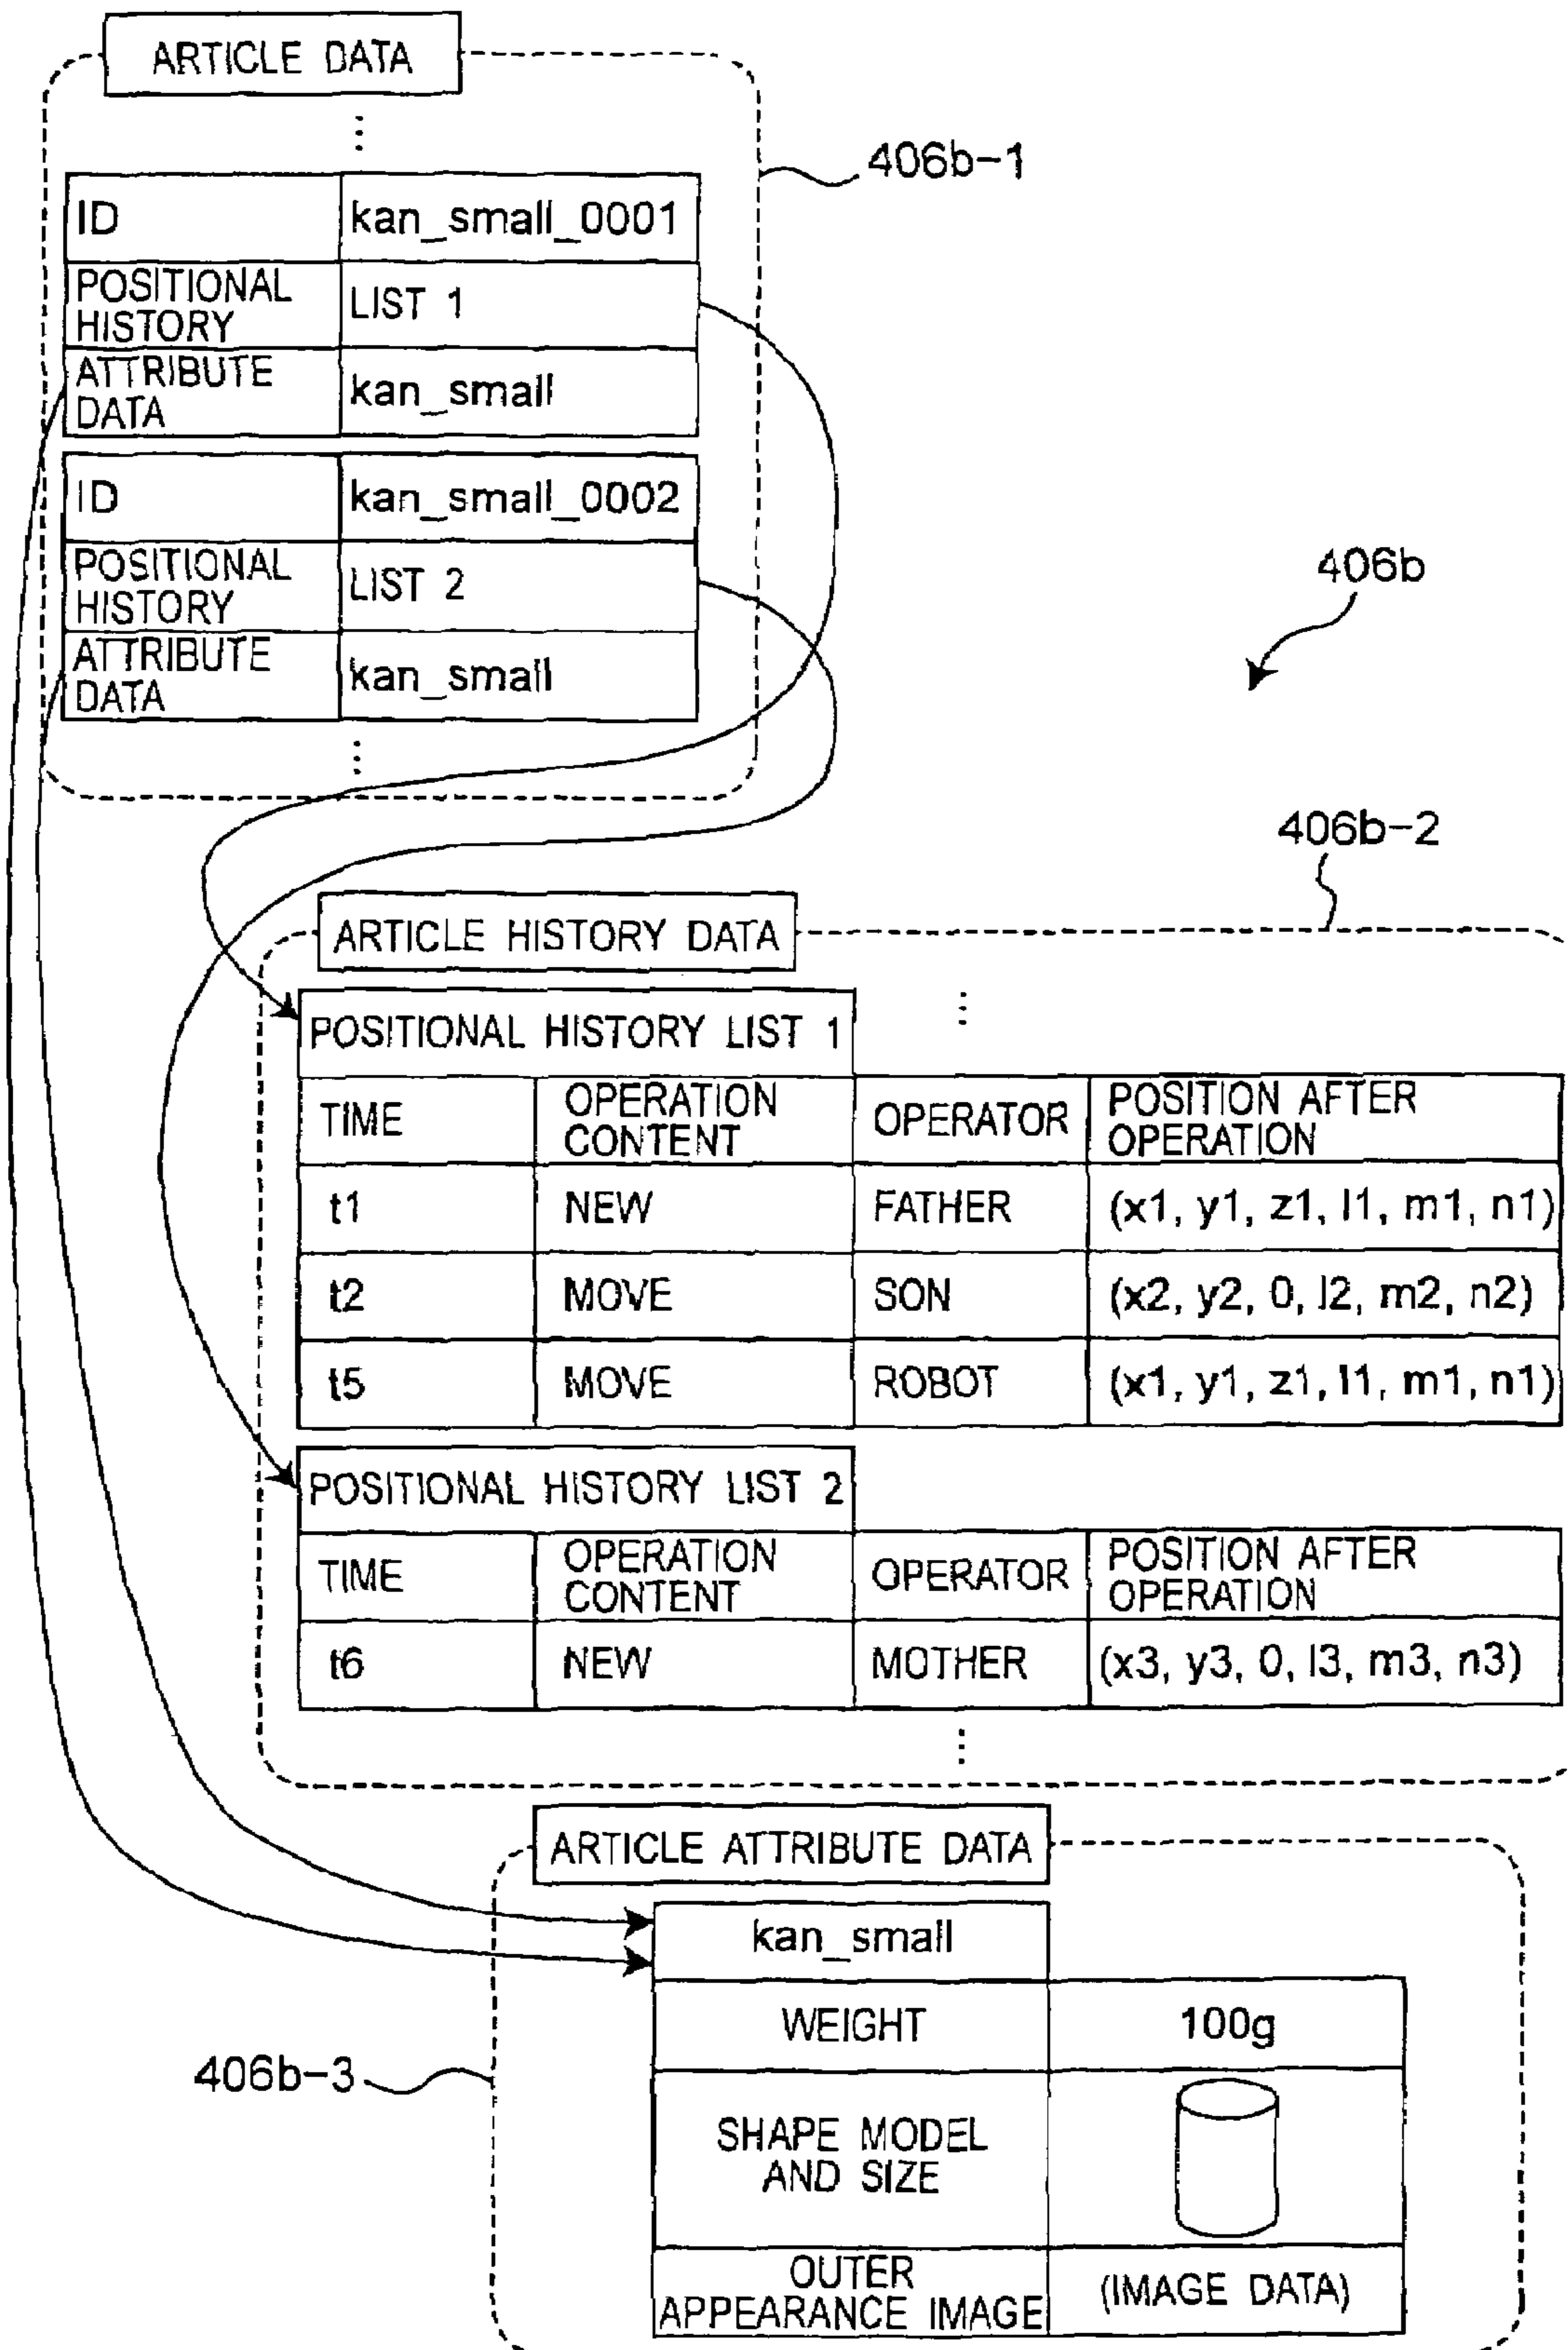 ARTICLE DATA
⋮
406b-1
ID kan_small_0001
POSITIONAL
HISTORY
LIST 1
ATTRIBUTE
DATA
kan_small
ID kan_small_0002
POSITIONAL
HISTORY
LIST 2
ATTRIBUTE
DATA
kan_small
⋮
406b
406b-2
ARTICLE HISTORY DATA
⋮
POSITIONAL HISTORY LIST 1
TIME
OPERATION
CONTENT
OPERATOR
POSITION AFTER
OPERATION
t1 NEW FATHER (x1, y1, z1, l1, m1, n1)
t2 MOVE SON (x2, y2, 0, l2, m2, n2)
t5 MOVE ROBOT (x1, y1, z1, l1, m1, n1)
POSITIONAL HISTORY LIST 2
TIME
OPERATION
CONTENT
OPERATOR
POSITION AFTER
OPERATION
t6 NEW MOTHER (x3, y3, 0, l3, m3, n3)
⋮
ARTICLE ATTRIBUTE DATA
kan_small
WEIGHT 100g
406b-3
SHAPE MODEL
AND SIZE
OUTER
APPEARANCE IMAGE
(IMAGE DATA)